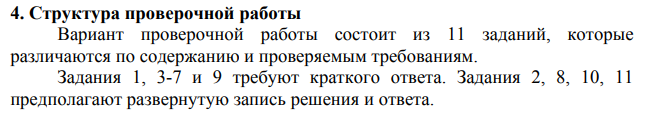 4. Структура проверочной работы
Вариант проверочной работы состоит из 11 заданий, которые
различаются по содержанию и проверяемым требованиям.
Задания 1, 3-7 и 9 требуют краткого ответа. Задания 2, 8, 10, 11
предполагают развернутую запись решения и ответа.